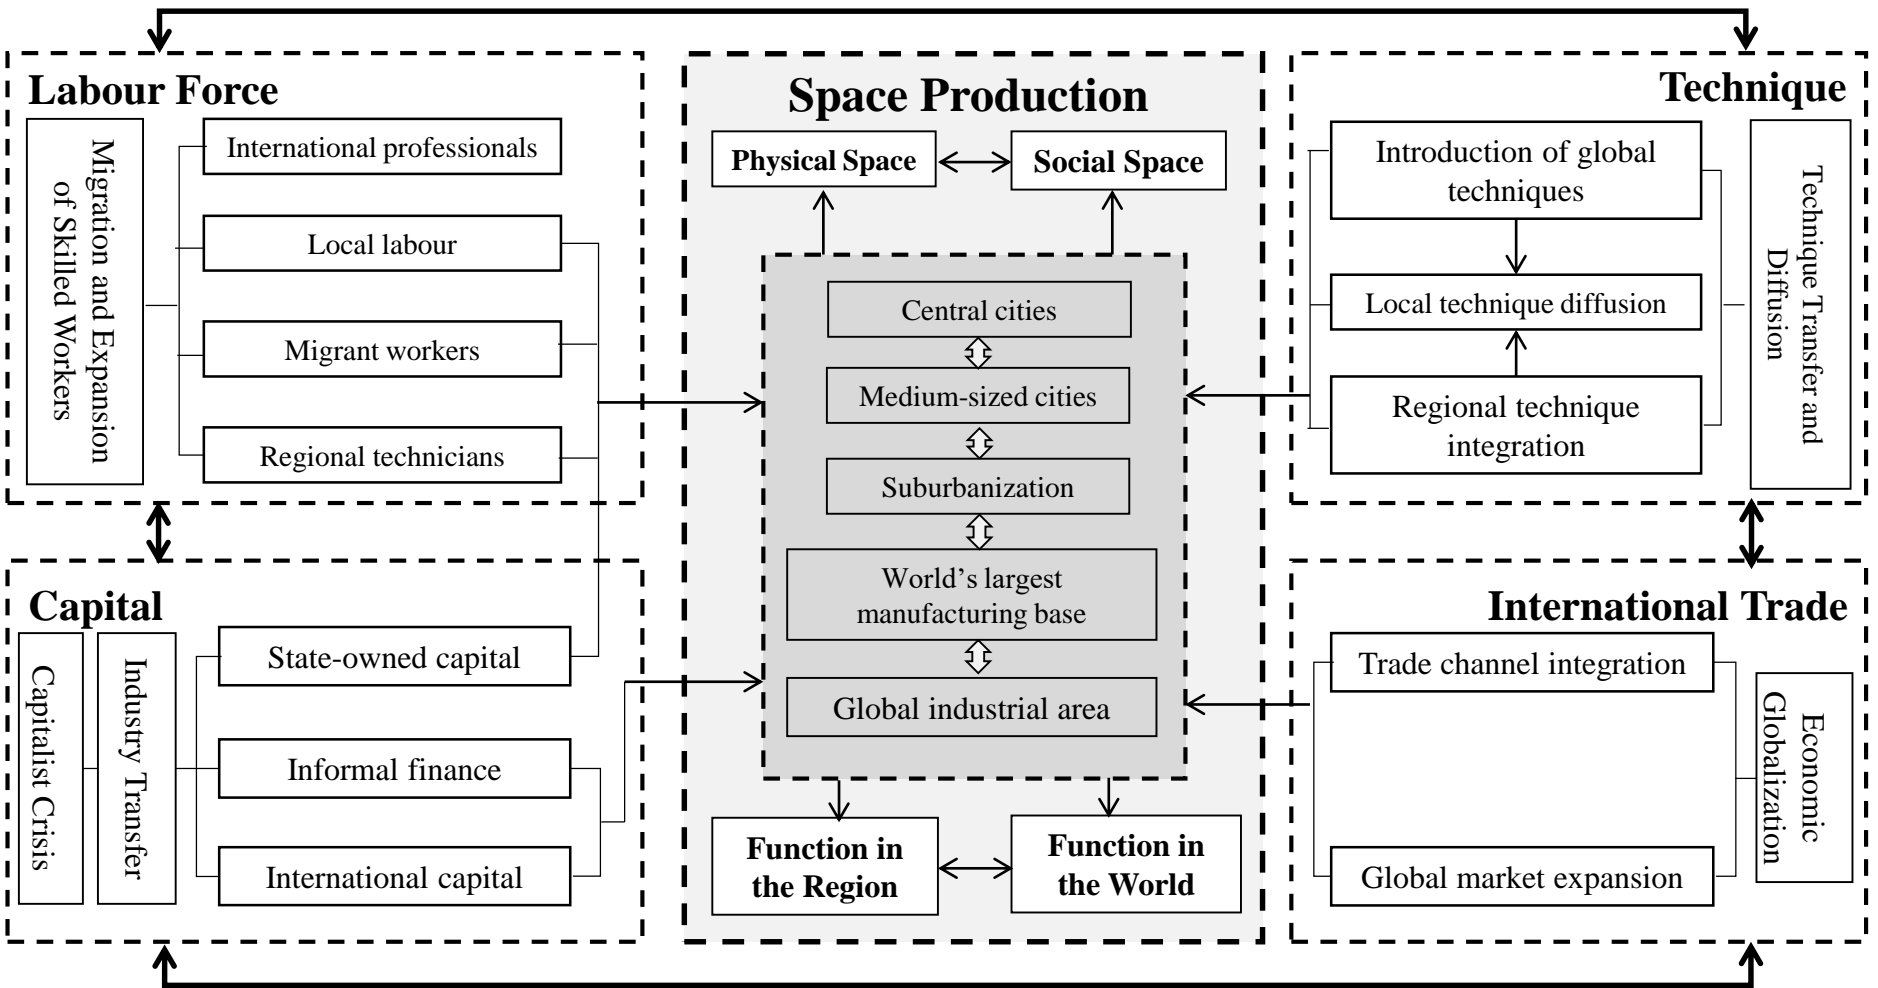 Labour Force
Migration and Expansion
of Skilled Workers
International professionals
Local labour
Migrant workers
Regional technicians
Capital
Capitalist Crisis
Industry Transfer
State-owned capital
Informal finance
International capital
Space Production
Physical Space
Social Space
Central cities
Medium-sized cities
Suburbanization
World’s largest
manufacturing base
Global industrial area
Function in
the Region
Function in
the World
Technique
Introduction of global
techniques
Local technique diffusion
Regional technique
integration
Technique Transfer and
Diffusion
International Trade
Trade channel integration
Global market expansion
Economic
Globalization